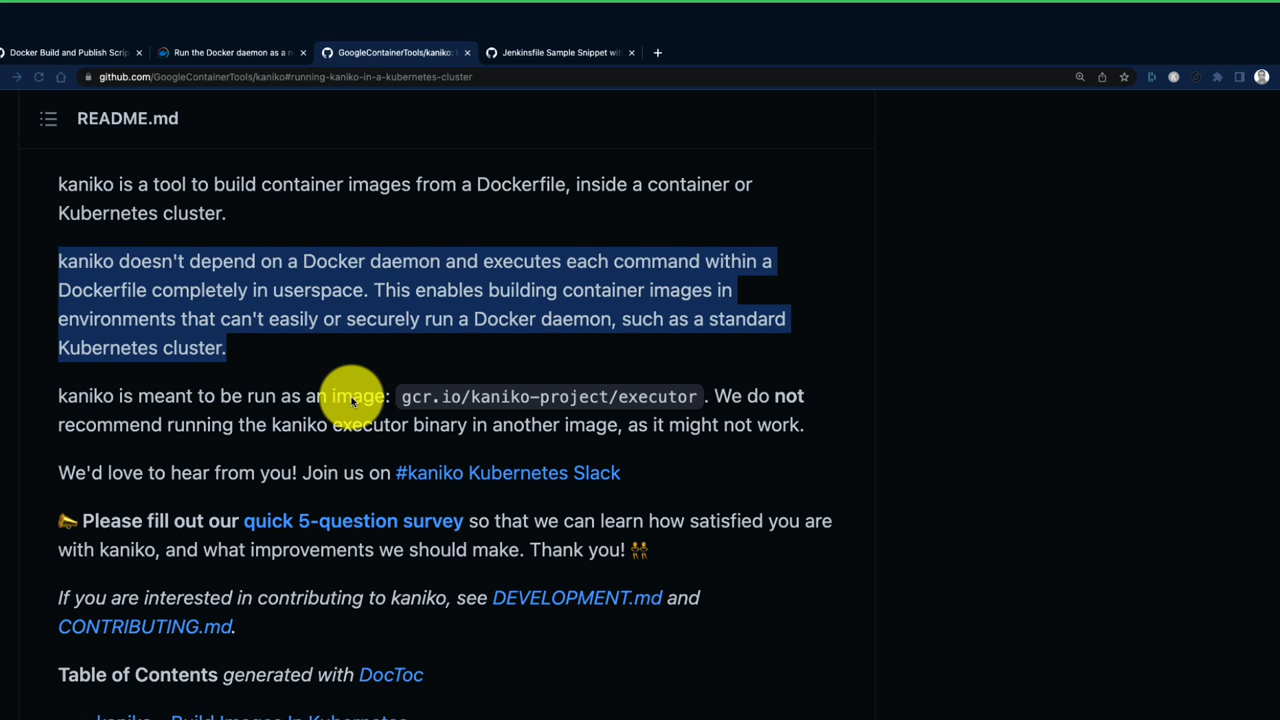 Docker Build and Publish Scrip
Run the Docker daemon as a n
GoogleContainerTools/kaniko:
Jenkinsfile Sample Snippet wit
github.com/GoogleContainerTools/kaniko#running-kaniko-in-a-kubernetes-cluster
README.md
kaniko is a tool to build container images from a Dockerfile, inside a container or
Kubernetes cluster.
kaniko doesn't depend on a Docker daemon and executes each command within a
Dockerfile completely in userspace. This enables building container images in
environments that can't easily or securely run a Docker daemon, such as a standard
Kubernetes cluster.
kaniko is meant to be run as an image: gcr.io/kaniko-project/executor. We do not
recommend running the kaniko executor binary in another image, as it might not work.
We'd love to hear from you! Join us on #kaniko Kubernetes Slack
Please fill out our quick 5-question survey so that we can learn how satisfied you are
with kaniko, and what improvements we should make. Thank you!
If you are interested in contributing to kaniko, see DEVELOPMENT.md and
CONTRIBUTING.md.
Table of Contents generated with DocToc
kaniko - Build Images In Kubernetes